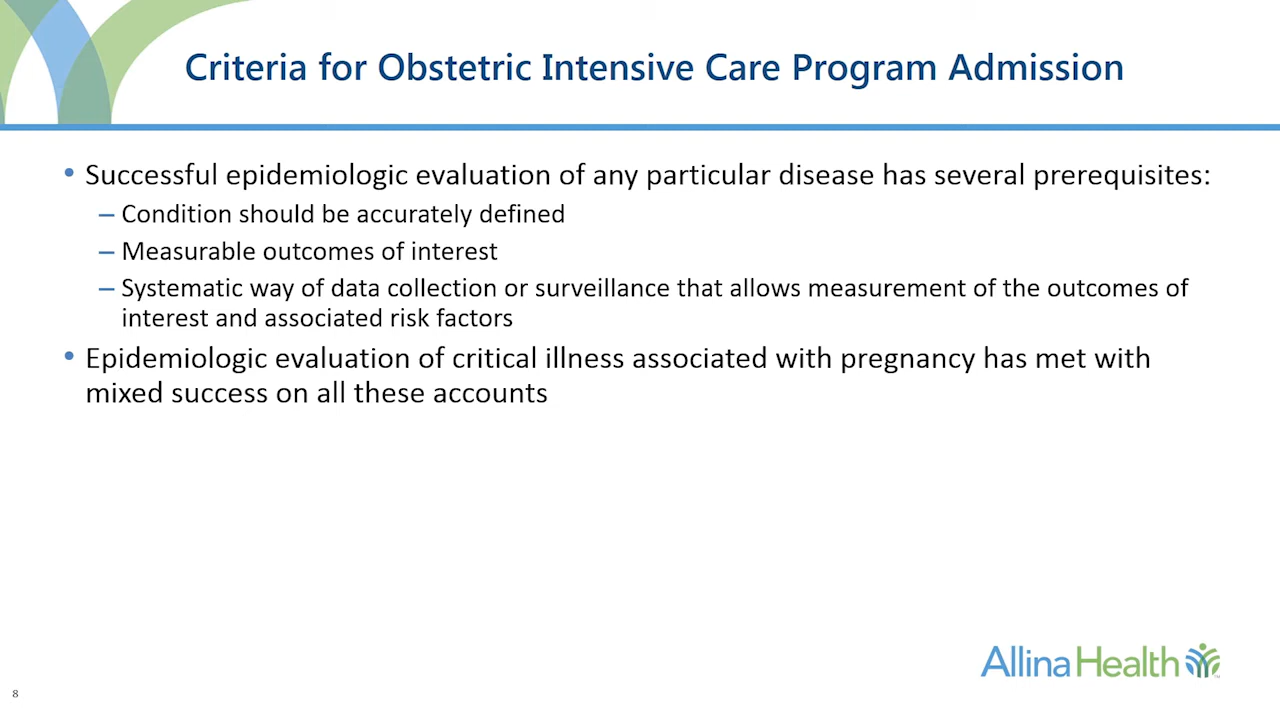 Criteria for Obstetric Intensive Care Program Admission
• Successful epidemiologic evaluation of any particular disease has several prerequisites:
– Condition should be accurately defined
– Measurable outcomes of interest
– Systematic way of data collection or surveillance that allows measurement of the outcomes of
interest and associated risk factors
• Epidemiologic evaluation of critical illness associated with pregnancy has met with
mixed success on all these accounts
Allina Health
8